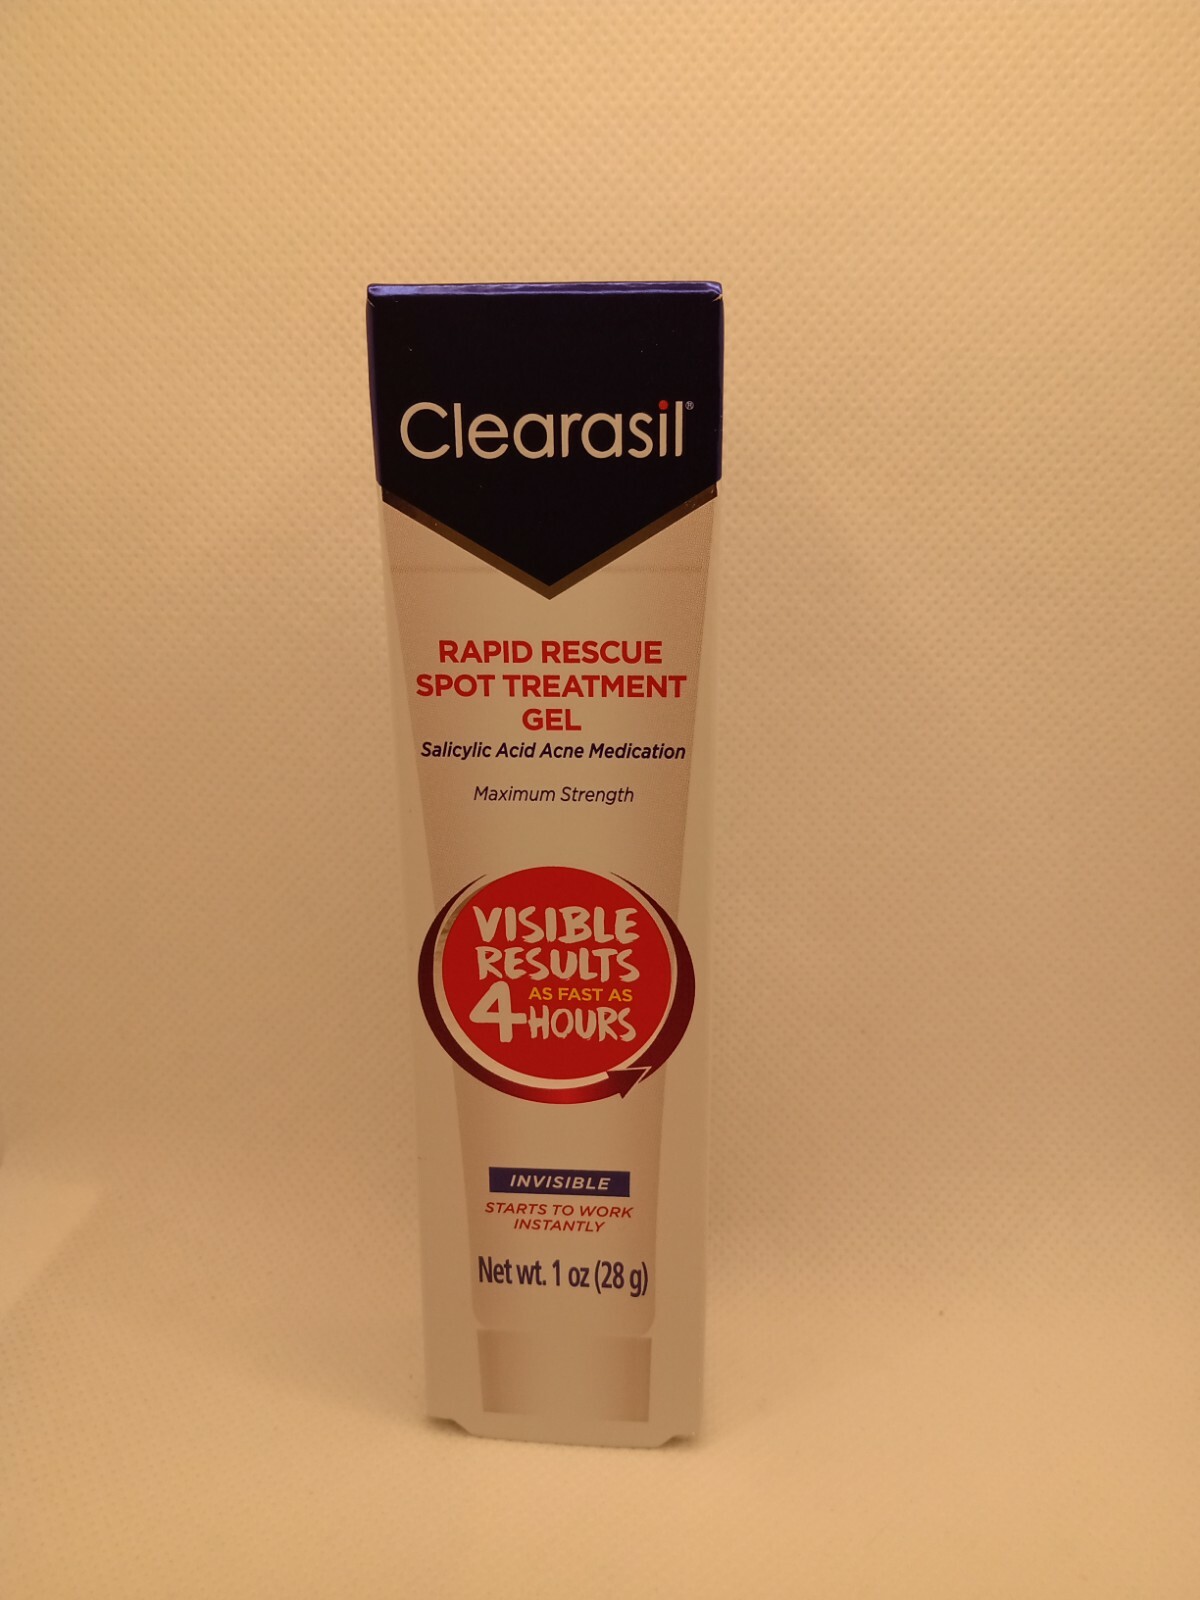 Clearasil®
RAPID RESCUE
SPOT TREATMENT
GEL
Salicylic Acid Acne Medication
Maximum Strength
VISIBLE
RESULTS
AS FAST AS
4 HOURS
INVISIBLE
STARTS TO WORK
INSTANTLY
Net wt. 1 oz (28 g)